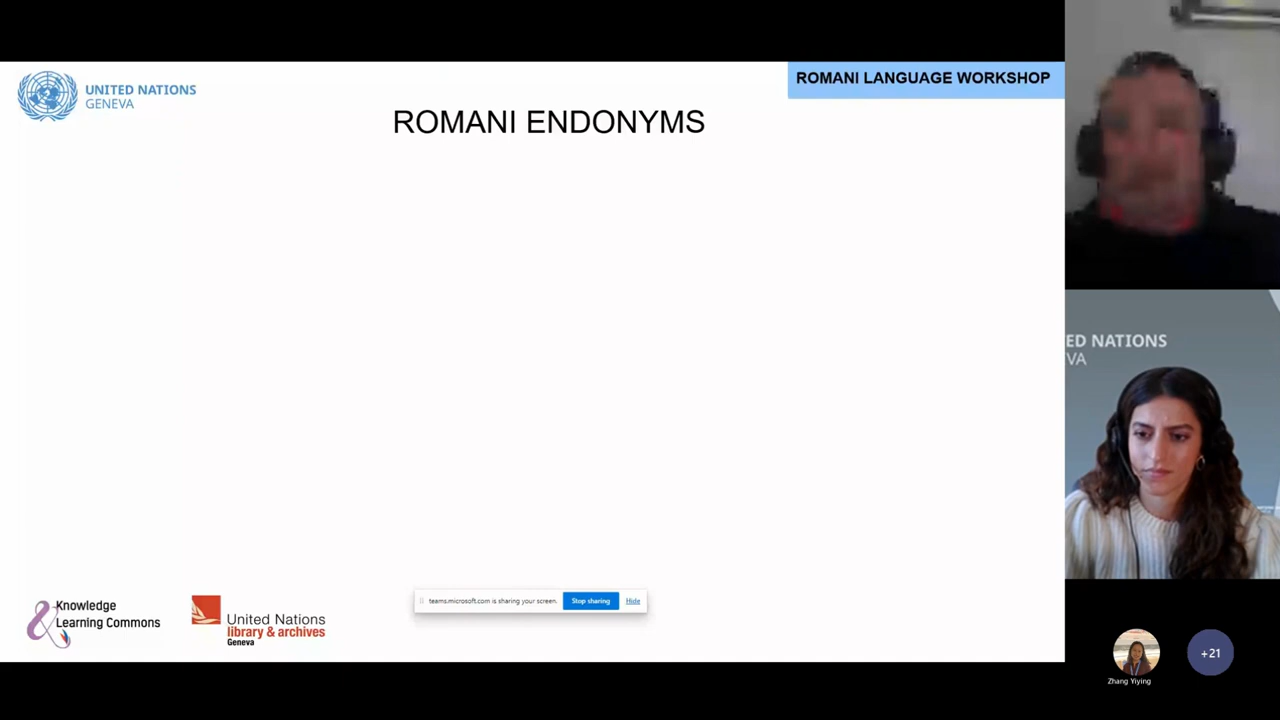 UNITED NATIONS
GENEVA
ROMANI LANGUAGE WORKSHOP
ROMANI ENDONYMS
ED NATIONS
VA
Knowledge
& Learning Commons
United Nations
library & archives
Geneva
teams.microsoft.com is sharing your screen.
Stop sharing
Hide
Zhang Yiying
+21